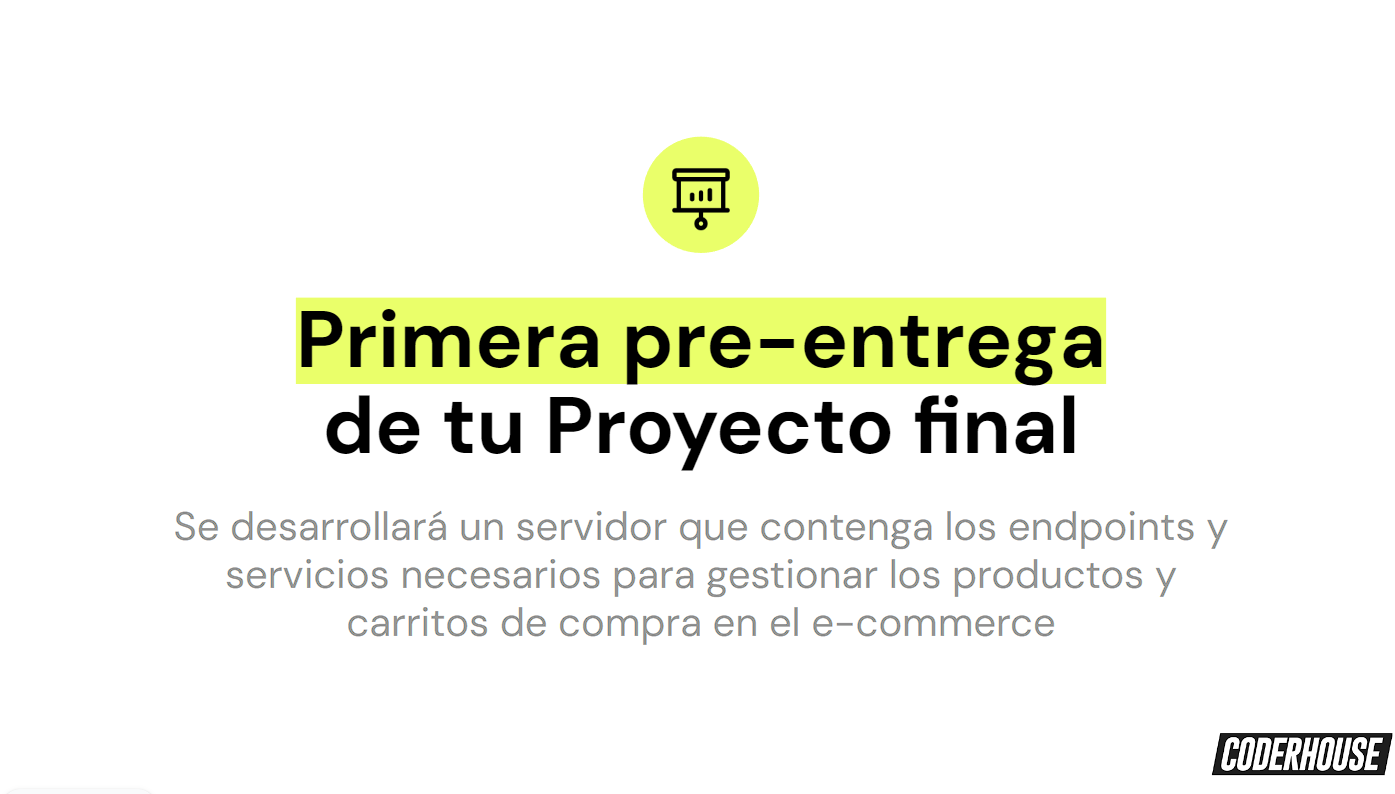 Primera pre-entrega
de tu Proyecto final
Se desarrollará un servidor que contenga los endpoints y
servicios necesarios para gestionar los productos y
carritos de compra en el e-commerce
CODERHOUSE